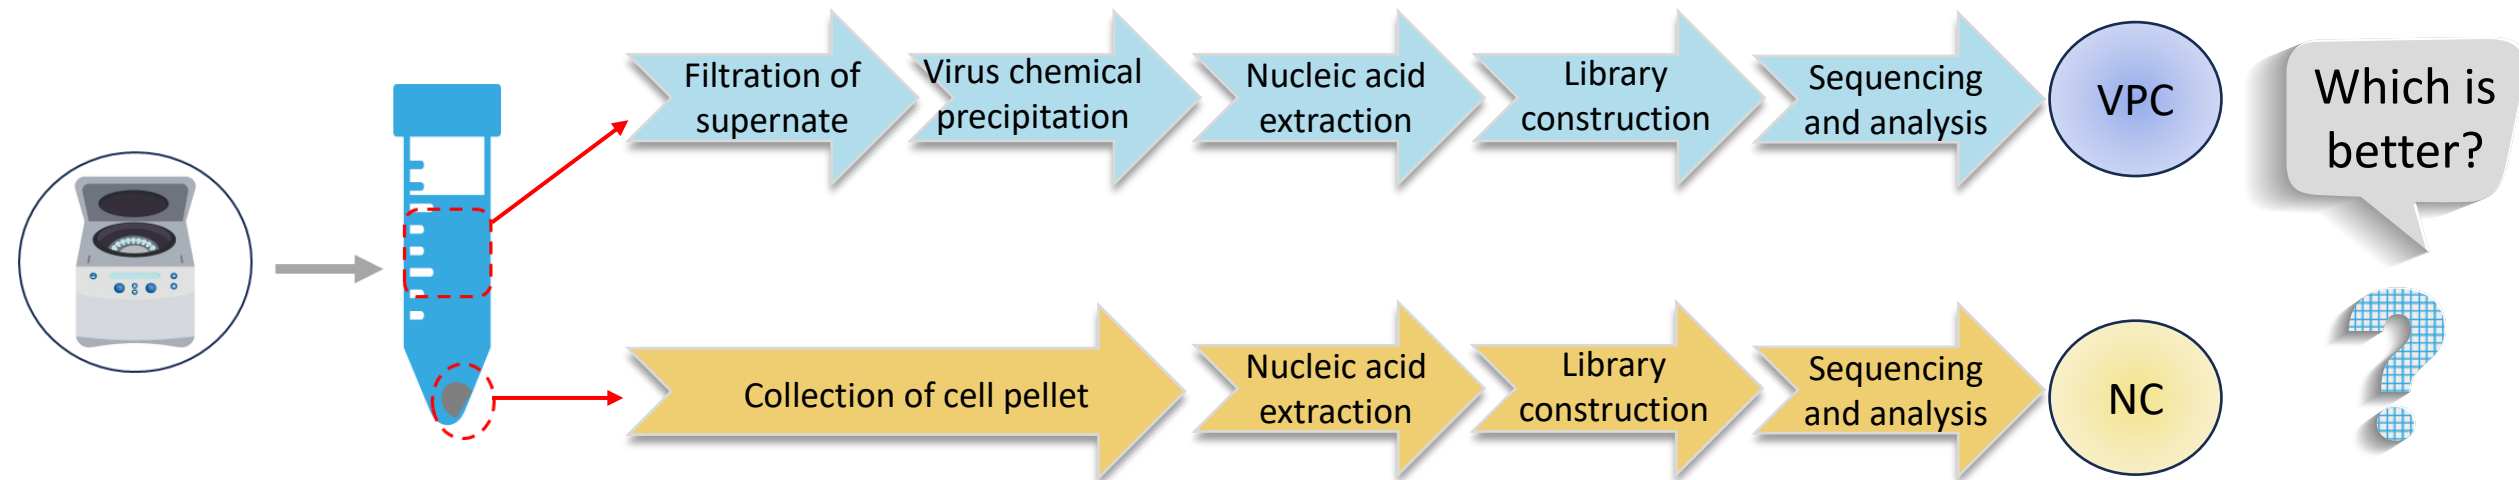 Filtration of
supernate
Virus chemical
precipitation
Nucleic acid
extraction
Library
construction
Sequencing
and analysis
VPC
Which is
better?
Collection of cell pellet
Nucleic acid
extraction
Library
construction
Sequencing
and analysis
NC
?